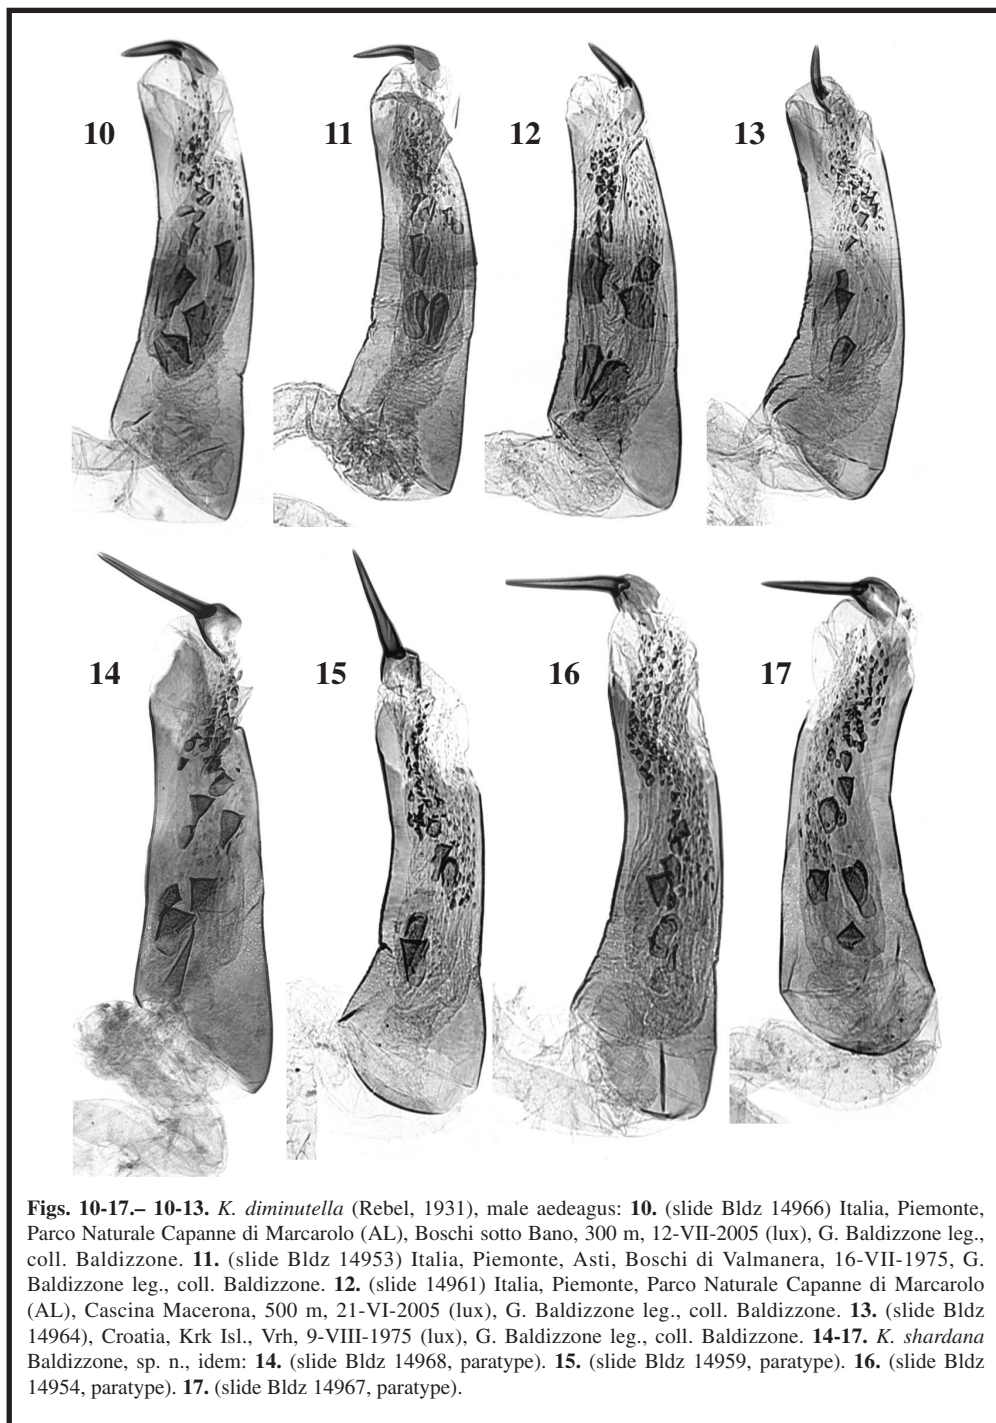 10
11
12
13
14
15
16
17
Figs. 10-17.– 10-13. K. diminutella (Rebel, 1931), male aedeagus: 10. (slide Bldz 14966) Italia, Piemonte,
Parco Naturale Capanne di Marcarolo (AL), Boschi sotto Bano, 300 m, 12-VII-2005 (lux), G. Baldizzone leg.,
coll. Baldizzone. 11. (slide Bldz 14953) Italia, Piemonte, Asti, Boschi di Valmanera, 16-VII-1975, G.
Baldizzone leg., coll. Baldizzone. 12. (slide 14961) Italia, Piemonte, Parco Naturale Capanne di Marcarolo
(AL), Cascina Macerona, 500 m, 21-VI-2005 (lux), G. Baldizzone leg., coll. Baldizzone. 13. (slide Bldz
14964), Croatia, Krk Isl., Vrh, 9-VIII-1975 (lux), G. Baldizzone leg., coll. Baldizzone. 14-17. K. shardana
Baldizzone, sp. n., idem: 14. (slide Bldz 14968, paratype). 15. (slide Bldz 14959, paratype). 16. (slide Bldz
14954, paratype). 17. (slide Bldz 14967, paratype).